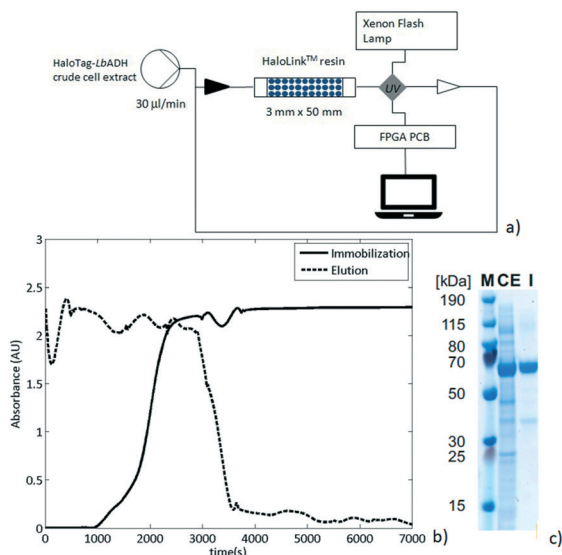 Xenon Flash
Lamp
HaloTag-LbADH
crude cell extract
HaloLink™ resin
UV
30 µl/min
3 mm x 50 mm
FPGA PCB
a)
3
2.5
2
1.5
1
0.5
0
Absorbance (AU)
Immobilization
Elution
0 1000 2000 3000 4000 5000 6000 7000
time(s)
b)
[kDa] M CE I
190
115
80
70
50
30
25
15
c)